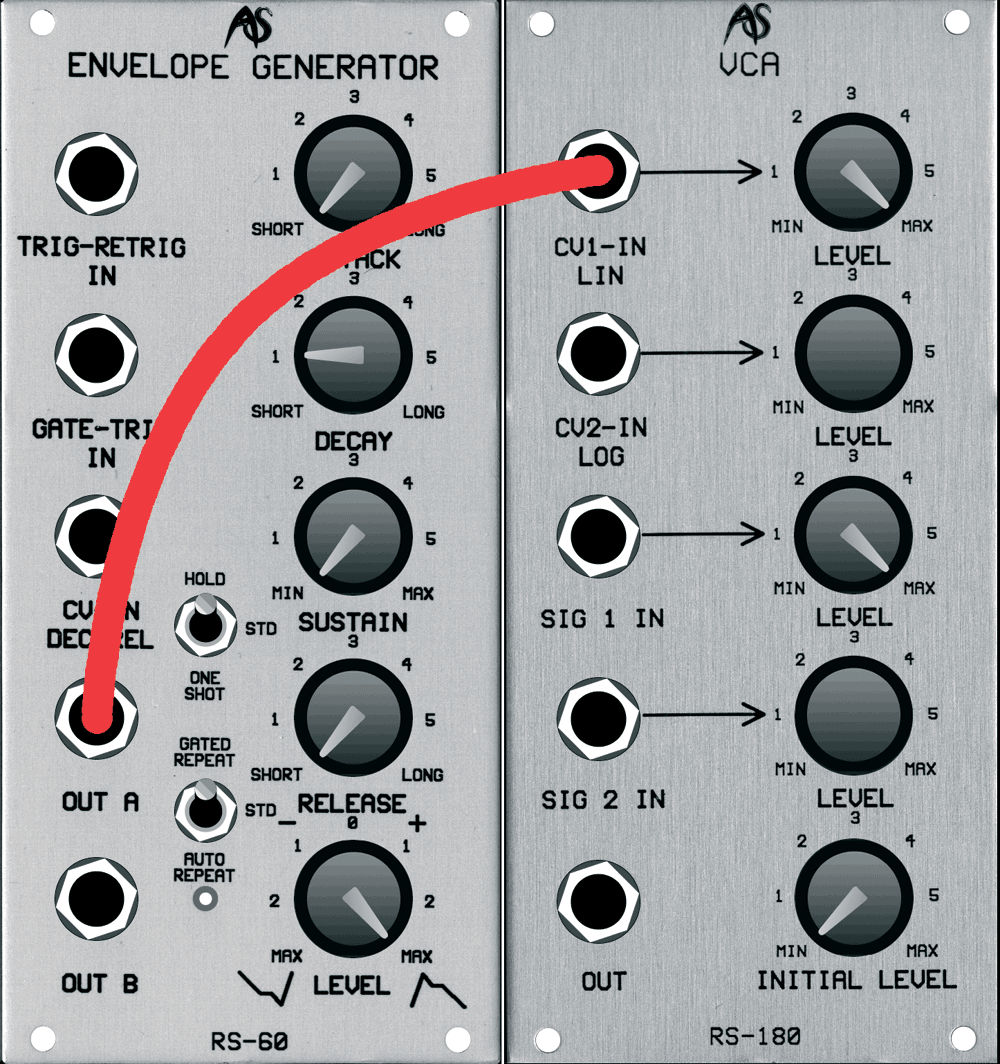 AS
ENVELOPE GENERATOR
TRIG-RETRIG
IN
GATE-TRI
IN
IN
OUT A
OUT B
3
2 4
1 5
SHORT
TACK
3
2 4
1 5
SHORT LONG
DECAY
3
2 4
1 5
MIN MAX
SUSTAIN
HOLD
STD
ONE
SHOT
3
2 4
1 5
SHORT LONG
RELEASE
GATED
REPEAT
STD
AUTO
REPEAT
− 0 +
1 1
2 2
MAX MAX
LEVEL
RS-60
AS
VCA
CV1-IN
LIN
3
2 4
1 5
MIN MAX
LEVEL
CV2-IN
LOG
3
2 4
1 5
MIN MAX
LEVEL
SIG 1 IN
3
2 4
1 5
MIN MAX
LEVEL
SIG 2 IN
3
2 4
1 5
MIN MAX
LEVEL
OUT
3
2 4
1 5
MIN MAX
INITIAL LEVEL
RS-180